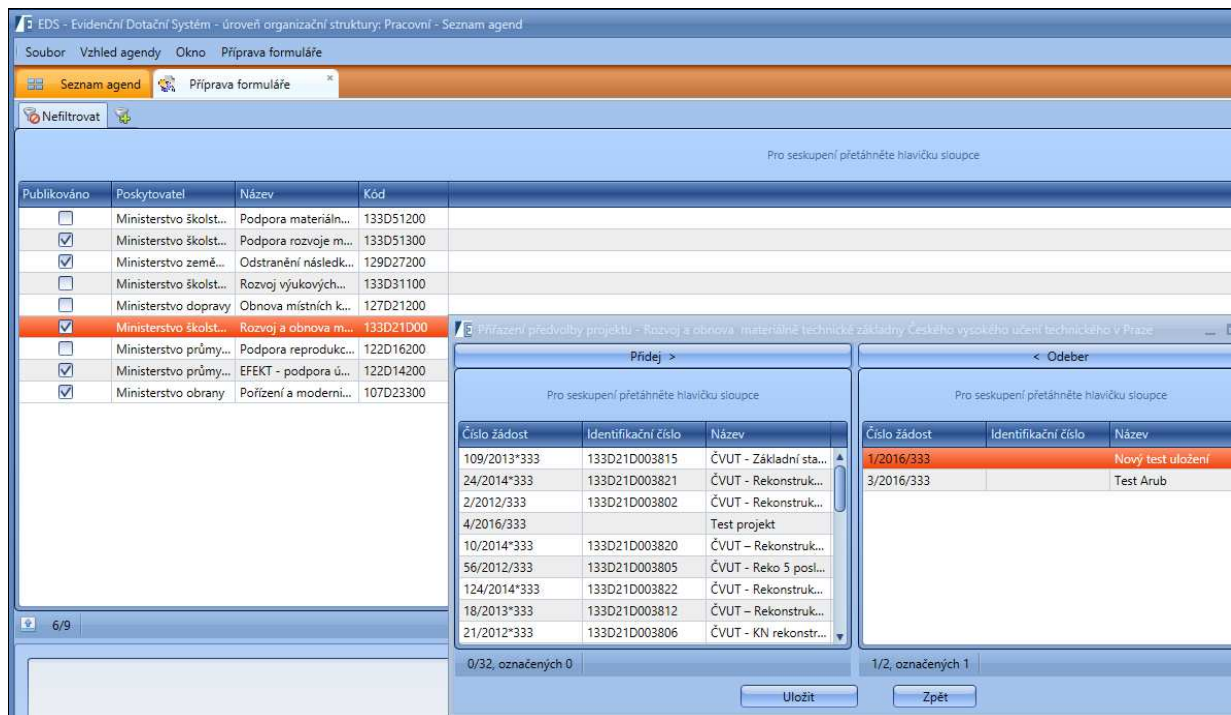 EDS - Evidenční Dotační Systém - úroveň organizační struktury: Pracovní - Seznam agend
Soubor Vzhled agendy Okno Příprava formuláře
Seznam agend Příprava formuláře ×
Nefiltrovat
Pro seskupení přetáhněte hlavičku sloupce
Publikováno Poskytovatel Název Kód
Ministerstvo školst... Podpora materiáln... 133D51200
Ministerstvo školst... Podpora rozvoje m... 133D51300
Ministerstvo země... Odstranění následk... 129D27200
Ministerstvo školst... Rozvoj výukových... 133D31100
Ministerstvo dopravy Obnova místních k... 127D21200
Ministerstvo školst... Rozvoj a obnova m... 133D21D00
Ministerstvo průmy... Podpora reprodukc... 122D16200
Ministerstvo průmy... EFEKT - podpora ú... 122D14200
Ministerstvo obrany Pořízení a moderni... 107D23300
6/9
Přiřazení předvolby projektu - Rozvoj a obnova materiálně technické základny Českého vysokého učení technického v Praze
Přidej > < Odeber
Pro seskupení přetáhněte hlavičku sloupce Pro seskupení přetáhněte hlavičku sloupce
Číslo žádost Identifikační číslo Název Číslo žádost Identifikační číslo Název
109/2013*333 133D21D003815 ČVUT - Základní sta... 1/2016/333 Nový test uložení
24/2014*333 133D21D003821 ČVUT - Rekonstruk... 3/2016/333 Test Arub
2/2012/333 133D21D003802 ČVUT - Rekonstruk...
4/2016/333 Test projekt
10/2014*333 133D21D003820 ČVUT – Rekonstruk...
56/2012/333 133D21D003805 ČVUT - Reko 5 posl...
124/2014*333 133D21D003822 ČVUT - Rekonstruk...
18/2013*333 133D21D003812 ČVUT – Rekonstruk...
21/2012*333 133D21D003806 ČVUT - KN rekonstr...
0/32, označených 0 1/2, označených 1
Uložit Zpět